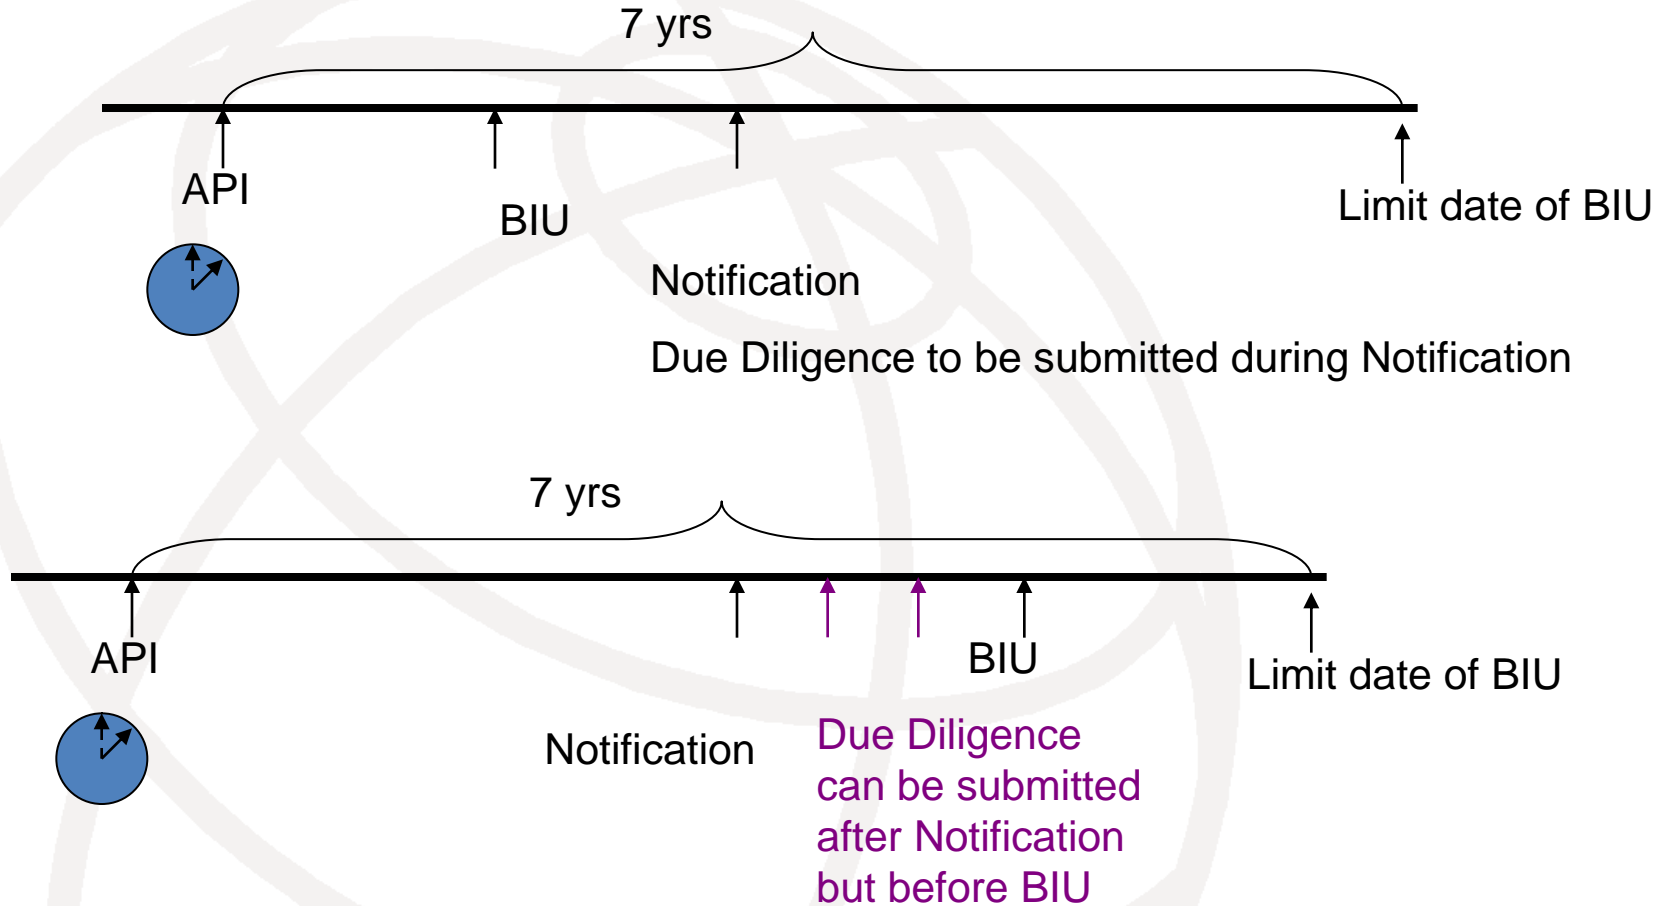 7 yrs
API
BIU
Limit date of BIU
Notification
Due Diligence to be submitted during Notification
7 yrs
API
BIU
Limit date of BIU
Notification
Due Diligence
can be submitted
after Notification
but before BIU